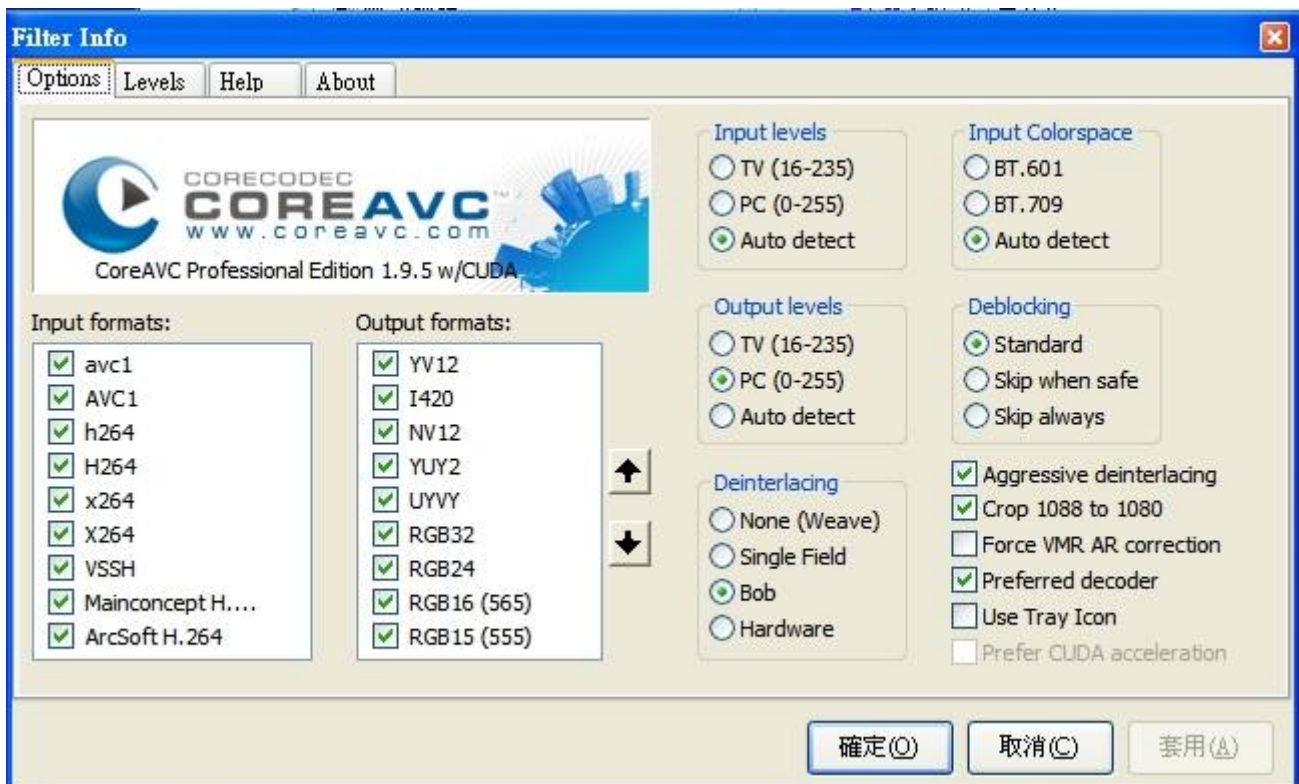 Filter Info
Options Levels Help About
CORECODEC
COREAVC™
www.coreavc.com
CoreAVC Professional Edition 1.9.5 w/CUDA
Input formats:
avc1
AVC1
h264
H264
x264
X264
VSSH
Mainconcept H....
ArcSoft H.264
Output formats:
YV12
I420
NV12
YUY2
UYVY
RGB32
RGB24
RGB16 (565)
RGB15 (555)
Input levels
TV (16-235)
PC (0-255)
Auto detect
Output levels
TV (16-235)
PC (0-255)
Auto detect
Deinterlacing
None (Weave)
Single Field
Bob
Hardware
Input Colorspace
BT.601
BT.709
Auto detect
Deblocking
Standard
Skip when safe
Skip always
Aggressive deinterlacing
Crop 1088 to 1080
Force VMR AR correction
Preferred decoder
Use Tray Icon
Prefer CUDA acceleration
確定(O) 取消(C) 套用(A)